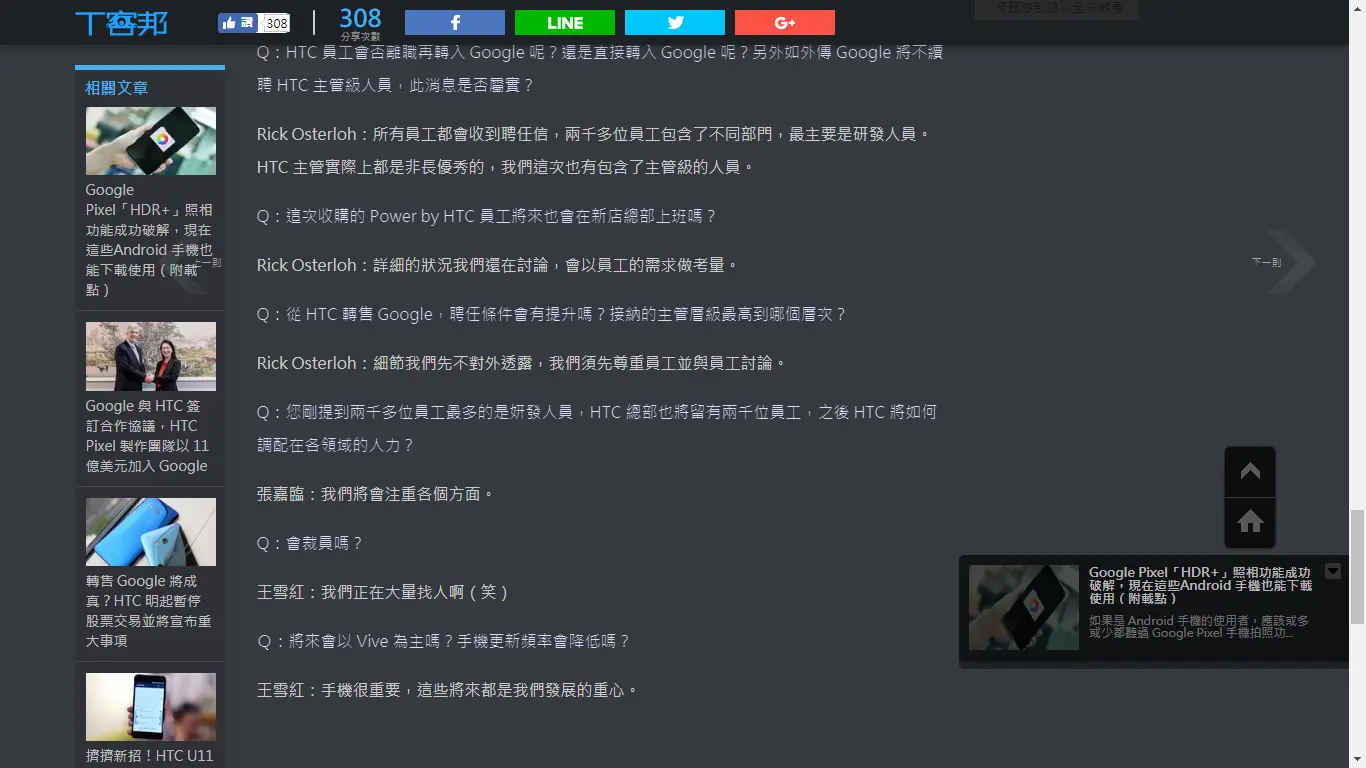 T客邦
讚
308
308
分享次數
LINE
G+
Q：HTC 員工會否離職再轉入 Google 呢？還是直接轉入 Google 呢？另外如外傳 Google 將不續
聘 HTC 主管級人員，此消息是否屬實？
Rick Osterloh：所有員工都會收到聘任信，兩千多位員工包含了不同部門，最主要是研發人員。
HTC 主管實際上都是非長優秀的，我們這次也有包含了主管級的人員。
Q：這次收購的 Power by HTC 員工將來也會在新店總部上班嗎？
Rick Osterloh：詳細的狀況我們還在討論，會以員工的需求做老量。
Q：從 HTC 轉售 Google，聘任條件會有提升嗎？接納的主管層級最高到哪個層次？
Rick Osterloh：細節我們先不對外透露，我們須先尊重員工並與員工討論。
Q：您剛提到兩千多位員工最多的是妍發人員，HTC 總部也將留有兩千位員工，之後 HTC 將如何
調配在各領域的人力？
張嘉臨：我們將會注重各個方面。
Q：會裁員嗎？
王雪紅：我們正在大量找人啊（笑）
Q：將來會以 Vive 為主嗎？手機更新頻率會降低嗎？
王雪紅：手機很重要，這些將來都是我們發展的重心。
相關文章
Google
Pixel「HDR+」照相
功能成功破解，現在
這些Android 手機也
能下載使用（附載
點）
上一則
Google 與 HTC 簽
訂合作協議，HTC
Pixel 製作團隊以 11
億美元加入 Google
轉售 Google 將成
真？HTC 明起暫停
股票交易並將宣布重
大事項
擠擠新招！HTC U11
下一則
Google Pixel「HDR+」照相功能成功
破解，現在這些Android 手機也能下載
使用（附載點）
如果是 Android 手機的使用者，應該或多
或少都聽過 Google Pixel 手機拍照功...